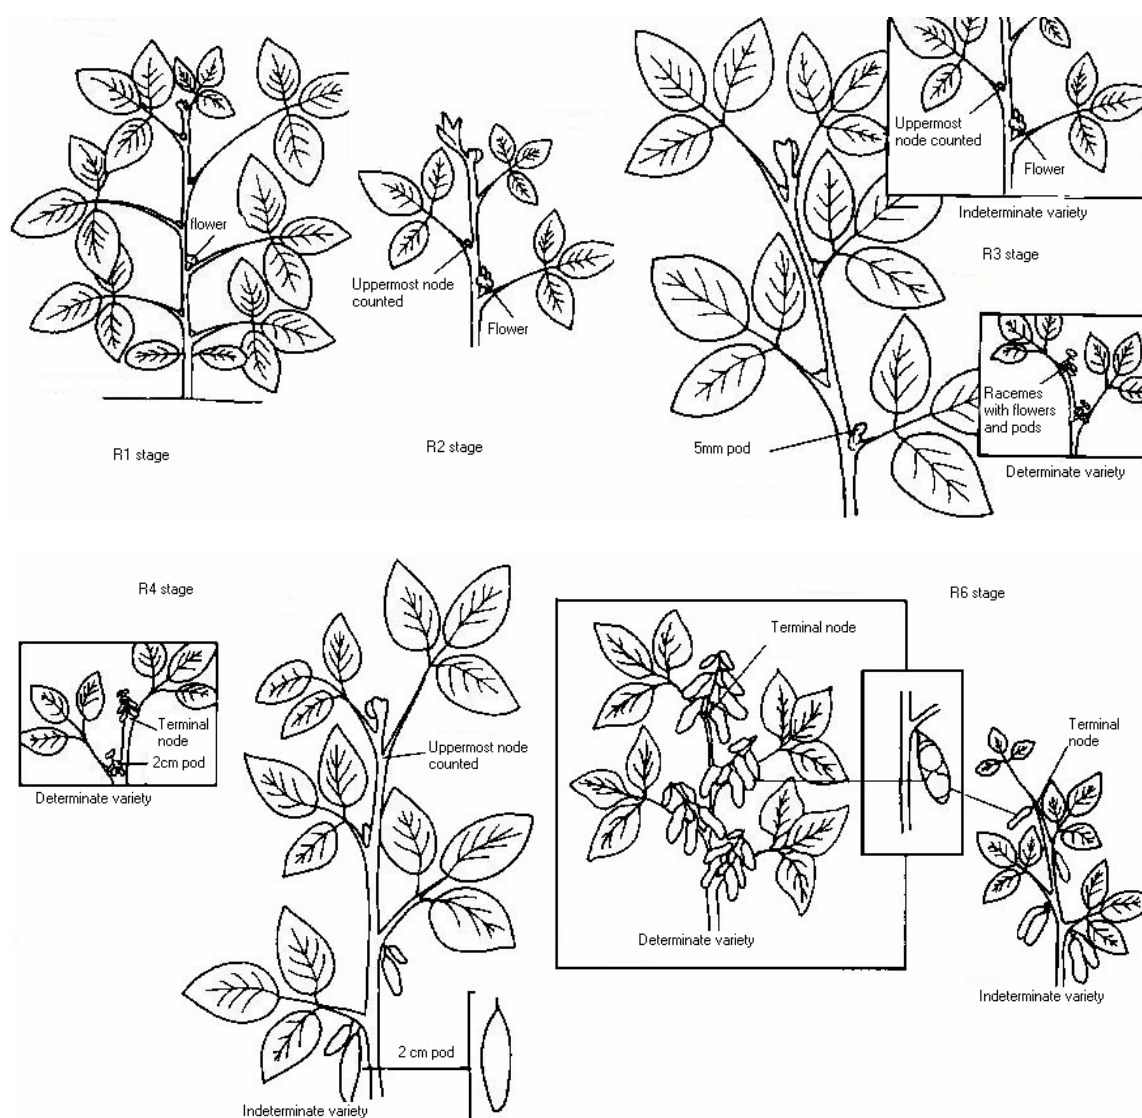 flower
R1 stage
Uppermost node
counted
Flower
R2 stage
Uppermost
node counted
Flower
Indeterminate variety
R3 stage
Racemes
with flowers
and pods
5mm pod
Determinate variety
R4 stage
Terminal
node
2cm pod
Determinate variety
Uppermost node
counted
2 cm pod
Indeterminate variety
R6 stage
Terminal node
Determinate variety
Terminal
node
Indeterminate variety